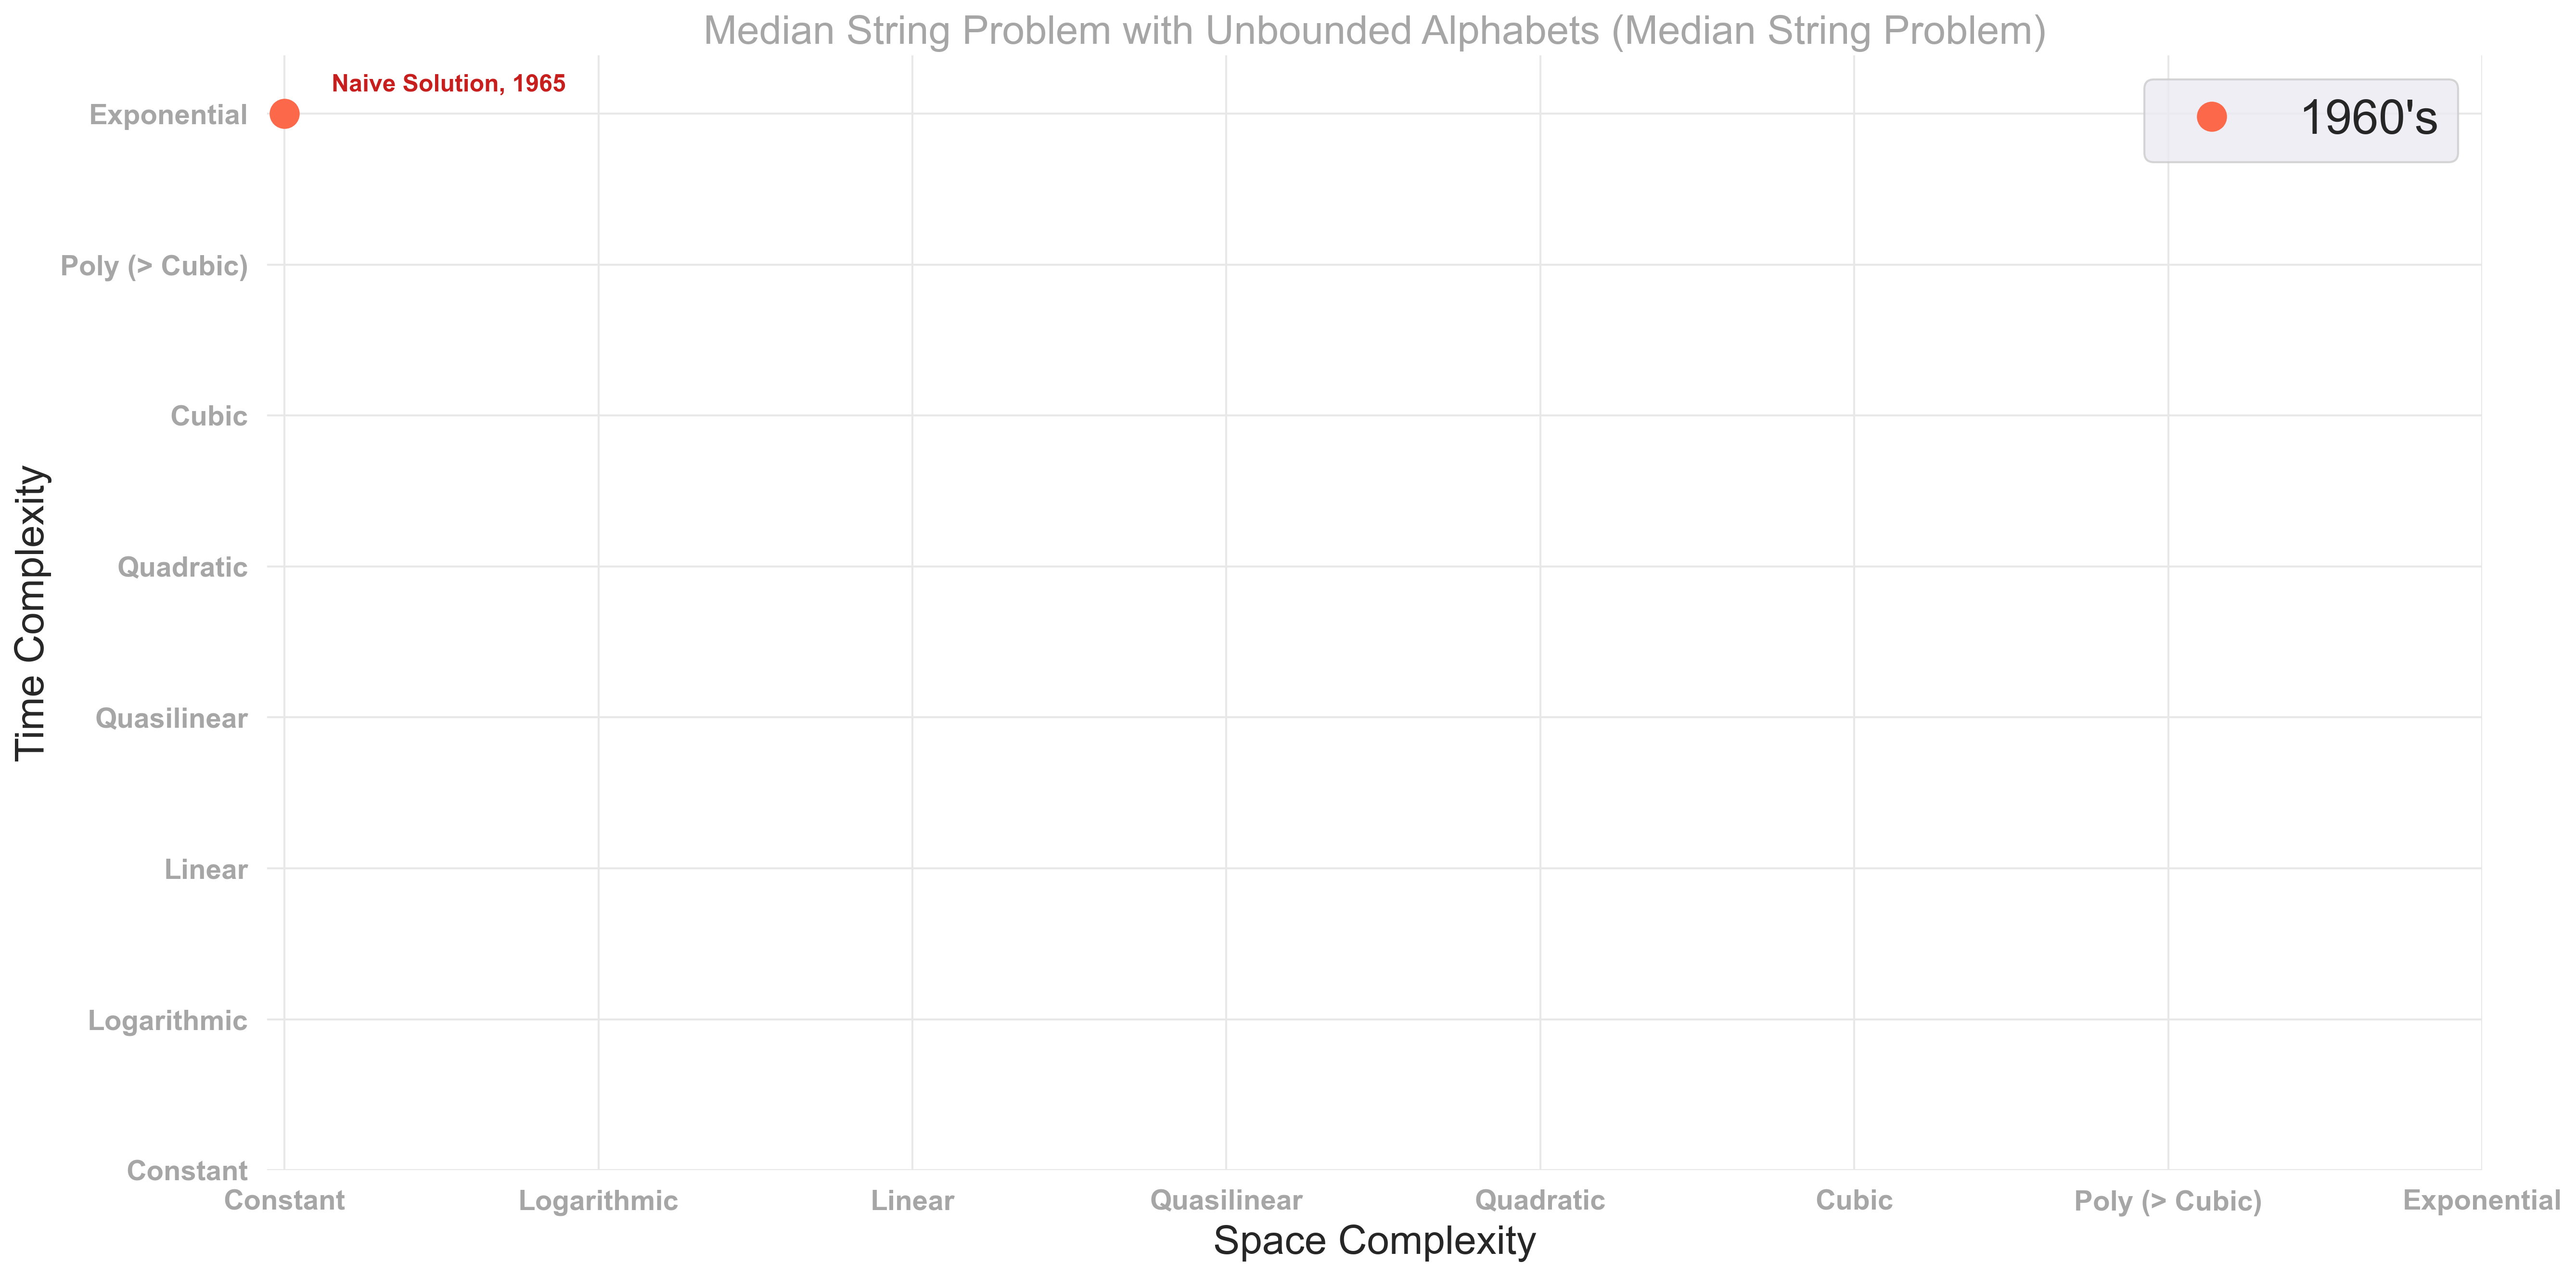 Median String Problem with Unbounded Alphabets (Median String Problem)
Naive Solution, 1965
1960's
Time Complexity
Exponential
Poly (> Cubic)
Cubic
Quadratic
Quasilinear
Linear
Logarithmic
Constant
Constant
Logarithmic
Linear
Quasilinear
Quadratic
Cubic
Poly (> Cubic)
Exponential
Space Complexity